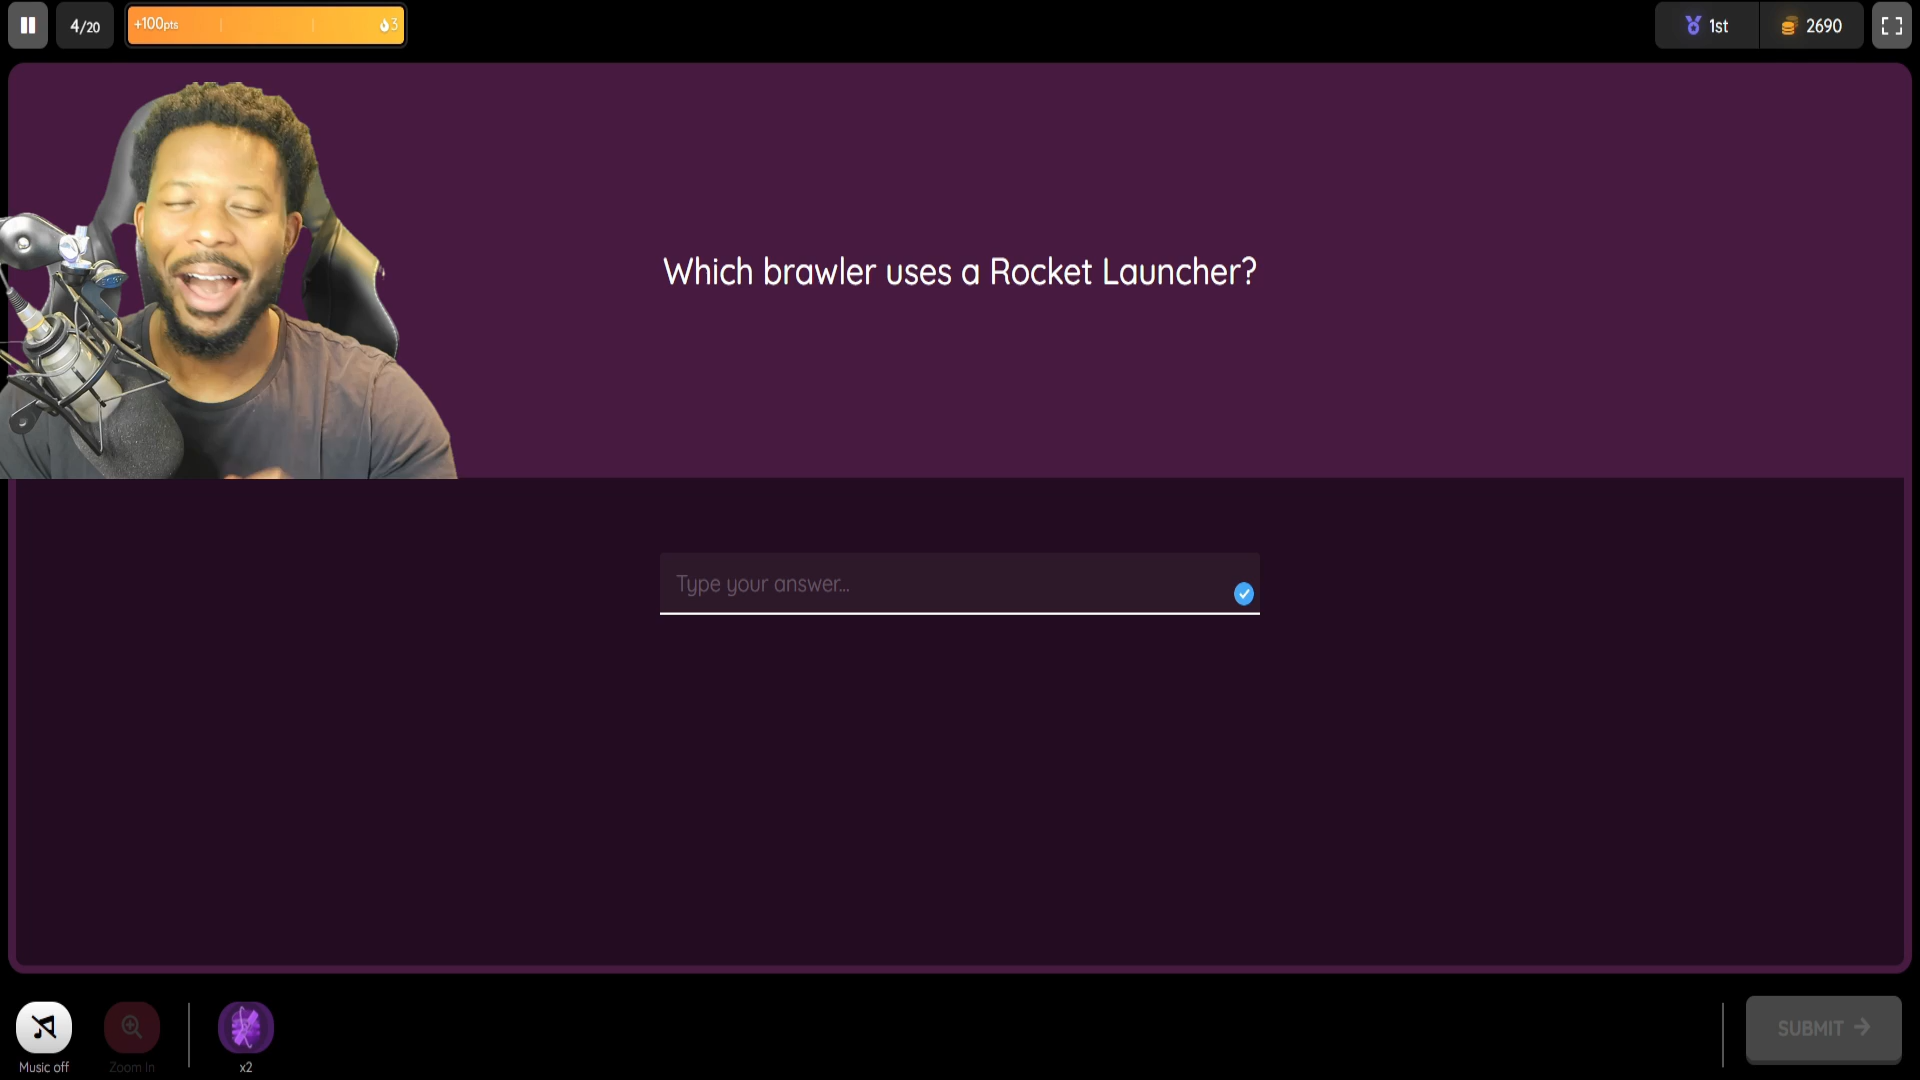 4/20
+100pts
3
1st
2690
Which brawler uses a Rocket Launcher?
Type your answer...
Music off
Zoom In
x2
SUBMIT